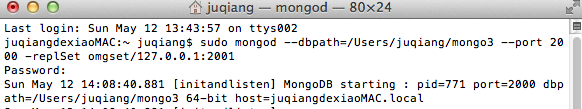 juqiang — mongod — 80×24
Last login: Sun May 12 13:43:57 on ttys002
juqiangdexiaoMAC:~ juqiang$ sudo mongod --dbpath=/Users/juqiang/mongo3 --port 20
00 -replSet omgset/127.0.0.1:2001
Password:
Sun May 12 14:08:40.881 [initandlisten] MongoDB starting : pid=771 port=2000 dbp
ath=/Users/juqiang/mongo3 64-bit host=juqiangdexiaoMAC.local